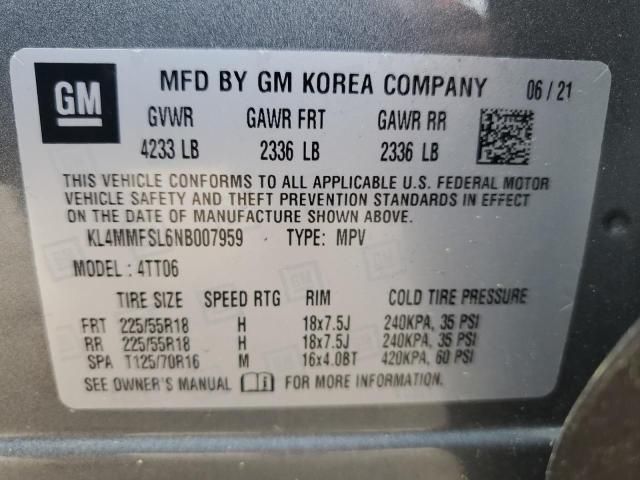 GM
MFD BY GM KOREA COMPANY 06/21
GVWR GAWR FRT GAWR RR
4233 LB 2336 LB 2336 LB
THIS VEHICLE CONFORMS TO ALL APPLICABLE U.S. FEDERAL MOTOR
VEHICLE SAFETY AND THEFT PREVENTION STANDARDS IN EFFECT
ON THE DATE OF MANUFACTURE SHOWN ABOVE.
KL4MMFSL6NB007959 TYPE: MPV
MODEL: 4TT06
TIRE SIZE SPEED RTG RIM COLD TIRE PRESSURE
FRT 225/55R18 H 18x7.5J 240KPA, 35 PSI
RR 225/55R18 H 18x7.5J 240KPA, 35 PSI
SPA T125/70R16 M 16x4.0BT 420KPA, 60 PSI
SEE OWNER'S MANUAL FOR MORE INFORMATION.